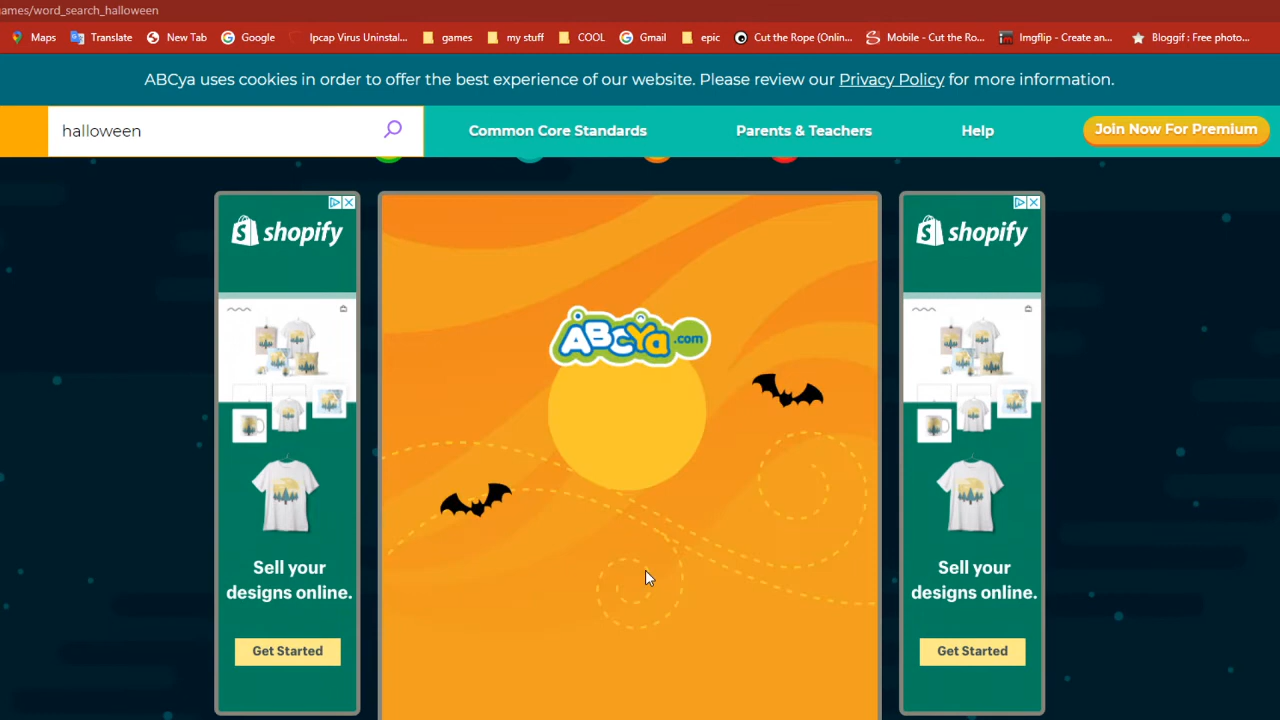 games/word_search_halloween
Maps Translate New Tab Google Ipcap Virus Uninstal... games my stuff COOL Gmail epic Cut the Rope (Onlin... Mobile - Cut the Ro... Imgflip - Create an... Bloggif : Free photo...
ABCya uses cookies in order to offer the best experience of our website. Please review our Privacy Policy for more information.
halloween Common Core Standards Parents & Teachers Help Join Now For Premium
shopify
Sell your
designs online.
Get Started
ABCYa.com
shopify
Sell your
designs online.
Get Started